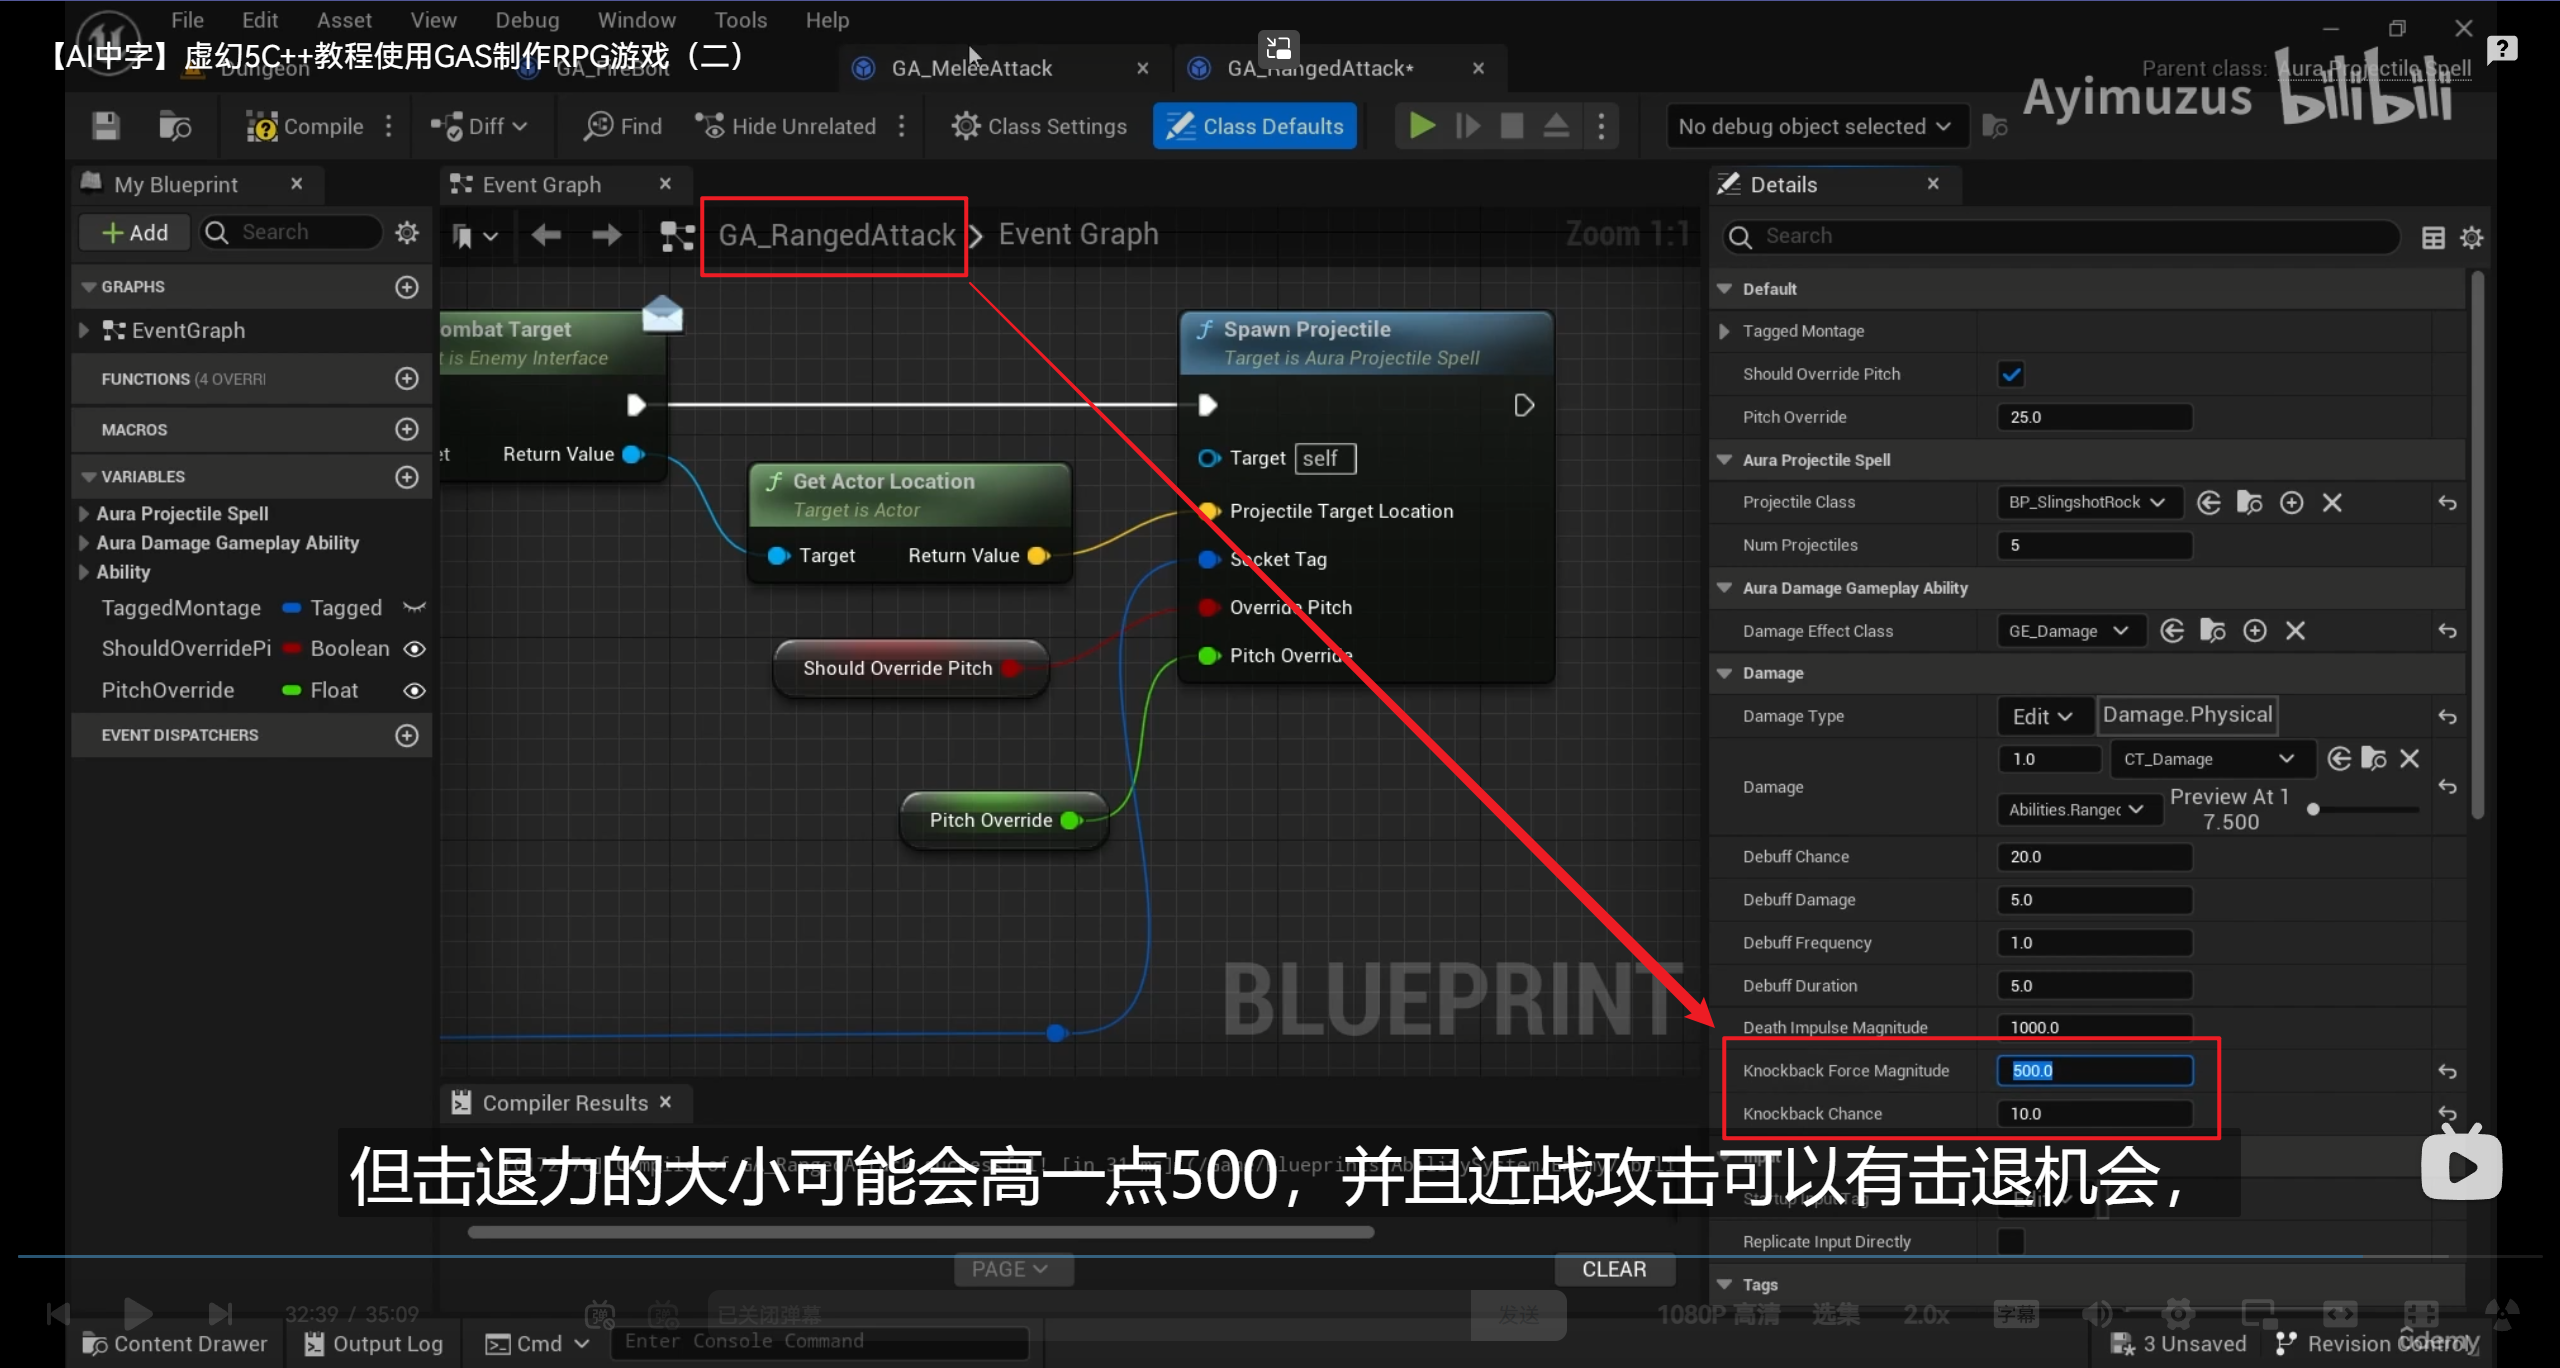 File Edit Asset View Debug Window Tools Help
【AI中字】虚幻5C++教程使用GAS制作RPG游戏（二）
Dungeon GA_FireBolt GA_MeleeAttack GA_RangedAttack*
Parent class: Aura Projectile Spell
Ayimuzus bilibili
Compile Diff Find Hide Unrelated Class Settings Class Defaults No debug object selected
My Blueprint Event Graph Details
Add Search
GA_RangedAttack Event Graph Zoom 1:1
Search
GRAPHS
EventGraph
FUNCTIONS (4 OVERRI
MACROS
VARIABLES
Aura Projectile Spell
Aura Damage Gameplay Ability
Ability
TaggedMontage Tagged
ShouldOverridePi Boolean
PitchOverride Float
EVENT DISPATCHERS
ombat Target
t is Enemy Interface
et Return Value
Get Actor Location
Target is Actor
Target Return Value
Should Override Pitch
Pitch Override
Spawn Projectile
Target is Aura Projectile Spell
Target self
Projectile Target Location
Socket Tag
Override Pitch
Pitch Override
BLUEPRINT
Default
Tagged Montage
Should Override Pitch
Pitch Override 25.0
Aura Projectile Spell
Projectile Class BP_SlingshotRock
Num Projectiles 5
Aura Damage Gameplay Ability
Damage Effect Class GE_Damage
Damage
Damage Type Edit Damage.Physical
Damage 1.0 CT_Damage
Abilities.Ranged Preview At 1
7.500
Debuff Chance 20.0
Debuff Damage 5.0
Debuff Frequency 1.0
Debuff Duration 5.0
Death Impulse Magnitude 1000.0
Knockback Force Magnitude 500.0
Knockback Chance 10.0
Input
Startup Input Tag Edit
Replicate Input Directly
Tags
Compiler Results
但击退力的大小可能会高一点500，并且近战攻击可以有击退机会，
PAGE CLEAR
32:39 / 35:09 已关闭弹幕 发送 1080P 高清 选集 2.0x 字幕
Content Drawer Output Log Cmd Enter Console Command 3 Unsaved Revision Control
ûdemy